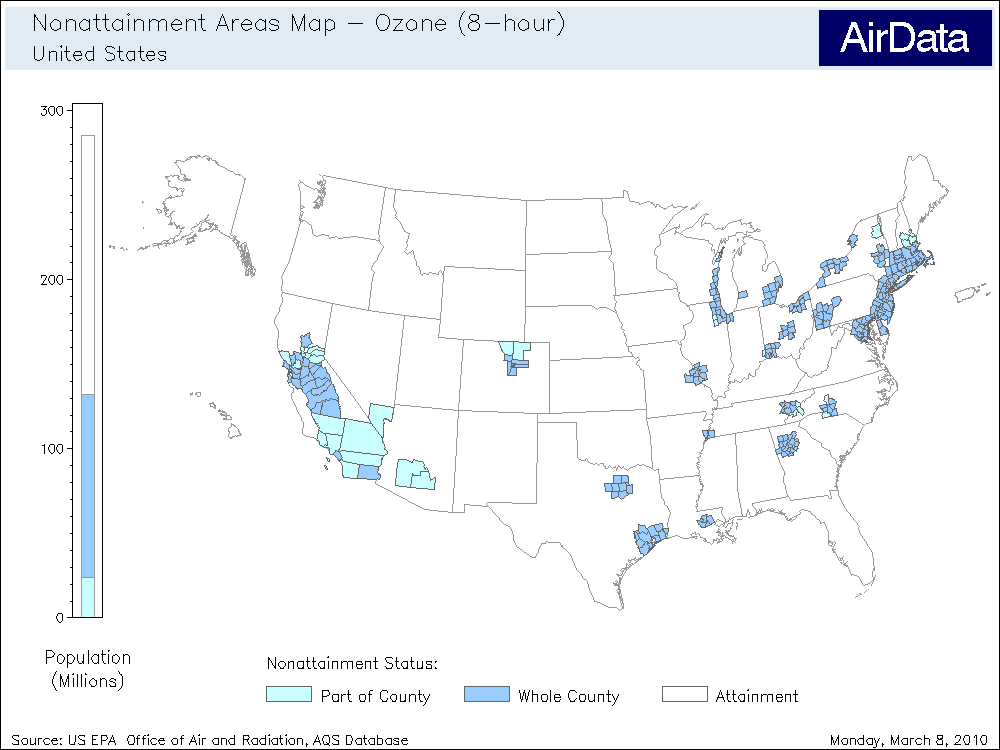 Nonattainment Areas Map - Ozone (8-hour)
United States
AirData
300
200
100
0
Population
(Millions)
Nonattainment Status:
Part of County
Whole County
Attainment
Source: US EPA Office of Air and Radiation, AQS Database
Monday, March 8, 2010